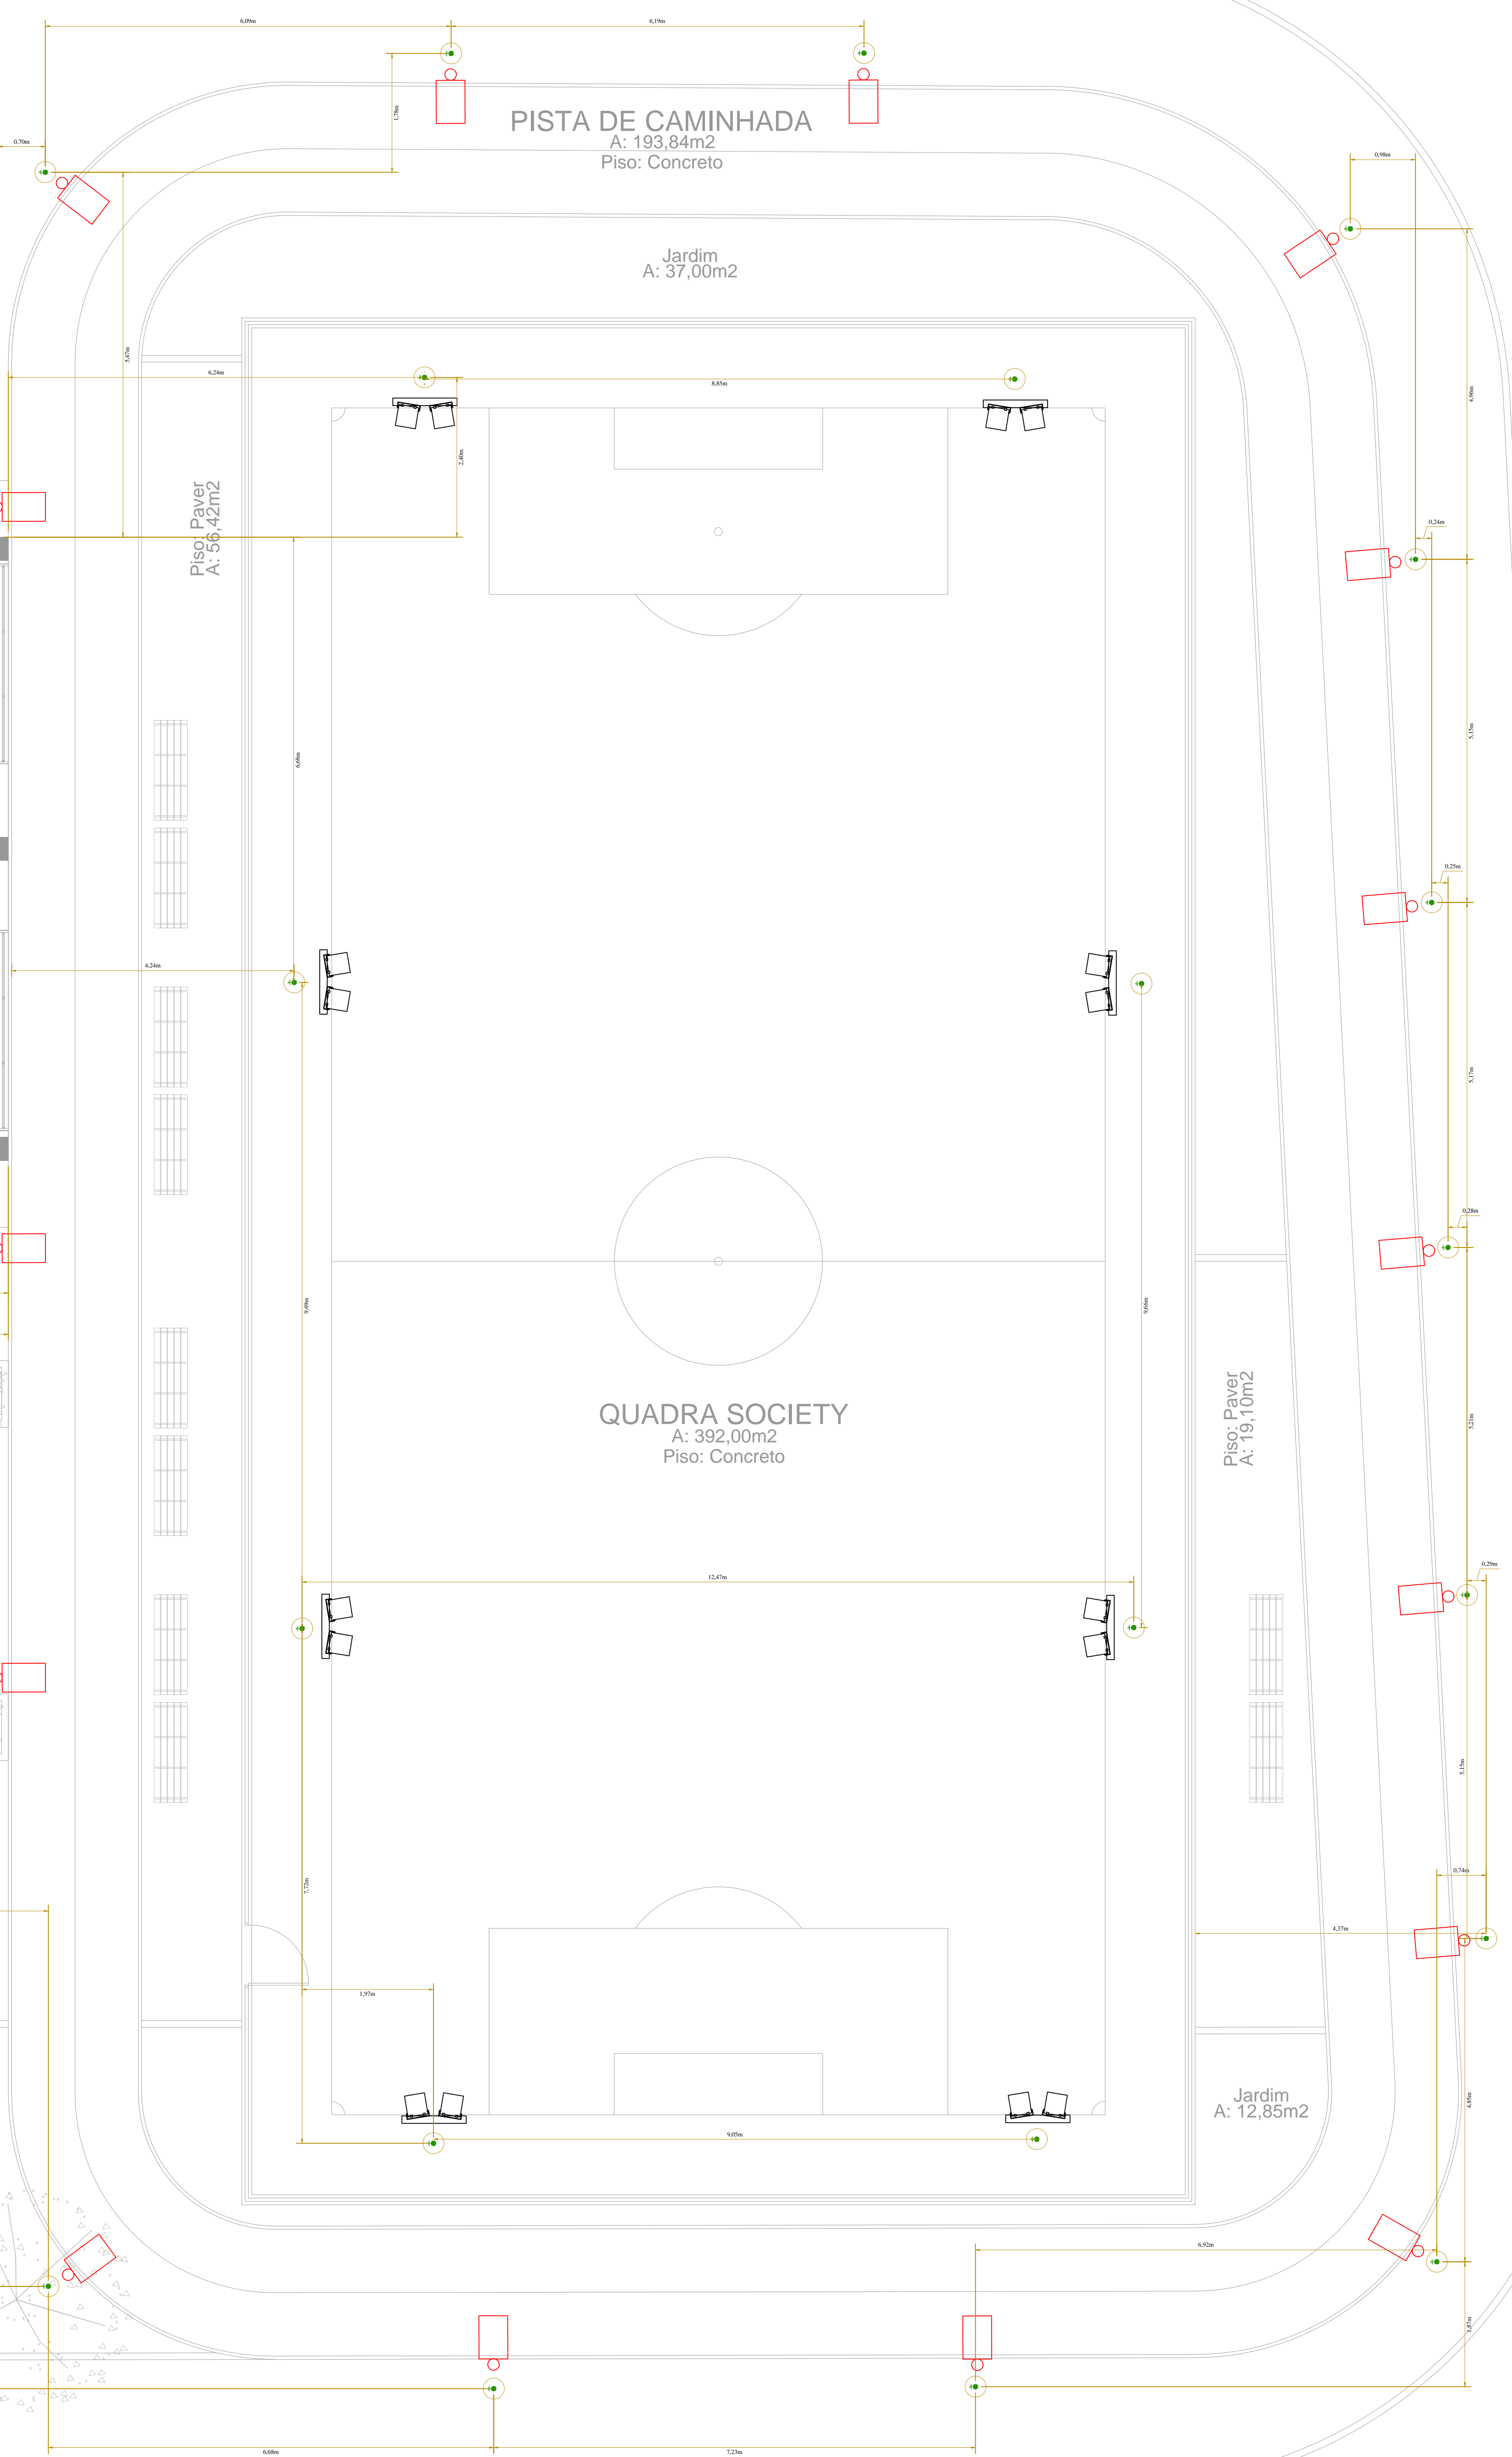 6,09m
6,19m
1,78m
PISTA DE CAMINHADA
A: 193,84m2
Piso: Concreto
0,70m
0,98m
Jardim
A: 37,00m2
5,47m
6,24m
8,85m
4,96m
2,40m
Piso: Paver
A: 56,42m2
0,24m
6,68m
5,15m
0,25m
4,24m
5,17m
0,28m
9,69m
9,66m
QUADRA SOCIETY
A: 392,00m2
Piso: Concreto
Piso: Paver
A: 19,10m2
5,21m
0,29m
12,47m
5,15m
0,74m
7,72m
4,37m
1,97m
Jardim
A: 12,85m2
4,85m
9,05m
6,92m
1,87m
6,68m
7,23m